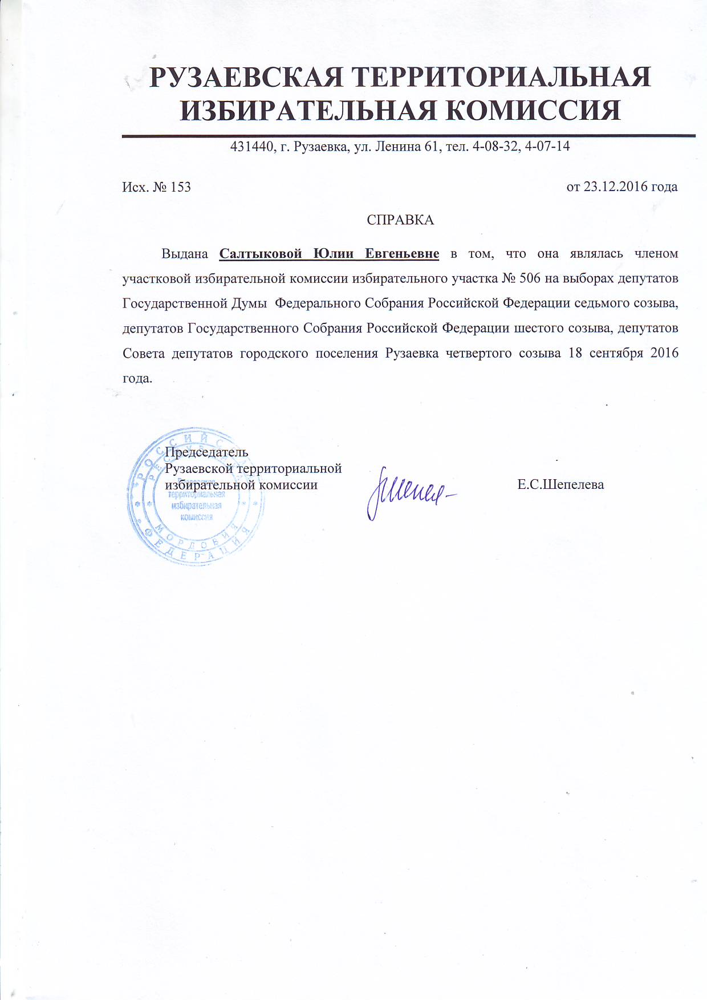 РУЗАЕВСКАЯ ТЕРРИТОРИАЛЬНАЯ
ИЗБИРАТЕЛЬНАЯ КОМИССИЯ
431440, г. Рузаевка, ул. Ленина 61, тел. 4-08-32, 4-07-14
Исх. № 153 от 23.12.2016 года
СПРАВКА
Выдана Салтыковой Юлии Евгеньевне в том, что она являлась членом
участковой избирательной комиссии избирательного участка № 506 на выборах депутатов
Государственной Думы Федерального Собрания Российской Федерации седьмого созыва,
депутатов Государственного Собрания Российской Федерации шестого созыва, депутатов
Совета депутатов городского поселения Рузаевка четвертого созыва 18 сентября 2016
года.
Председатель
Рузаевской территориальной
избирательной комиссии Е.С.Шепелева
территориальная
избирательная
комиссия
МОРДОВИЯ
ФЕДЕРАЦИЯ